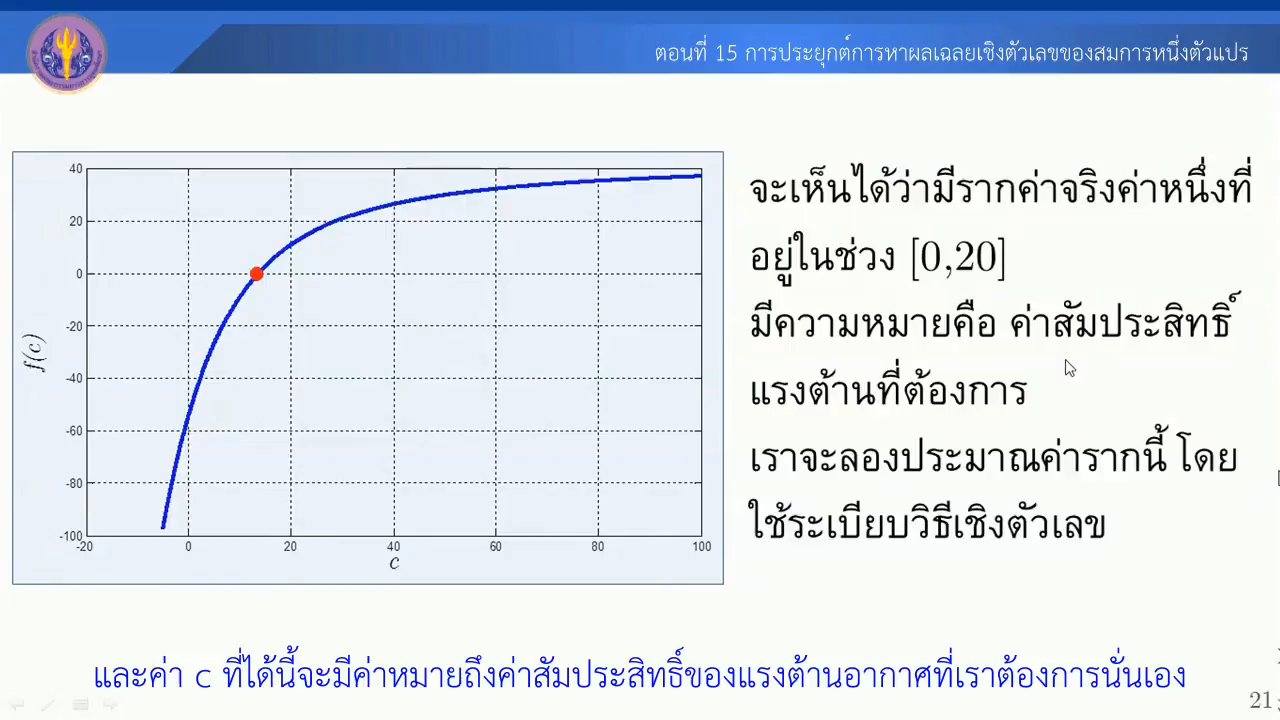 ตอนที่ 15 การประยุกต์การหาผลเฉลยเชิงตัวเลขของสมการหนึ่งตัวแปร
40
20
0
-20
-40
-60
-80
-100
f(c)
-20 0 20 40 60 80 100
c
จะเห็นได้ว่ามีรากค่าจริงค่าหนึ่งที่
อยู่ในช่วง [0,20]
มีความหมายคือ ค่าสัมประสิทธิ์
แรงต้านที่ต้องการ
เราจะลองประมาณค่ารากนี้ โดย
ใช้ระเบียบวิธีเชิงตัวเลข
และค่า c ที่ได้นี้จะมีค่าหมายถึงค่าสัมประสิทธิ์ของแรงต้านอากาศที่เราต้องการนั่นเอง
21